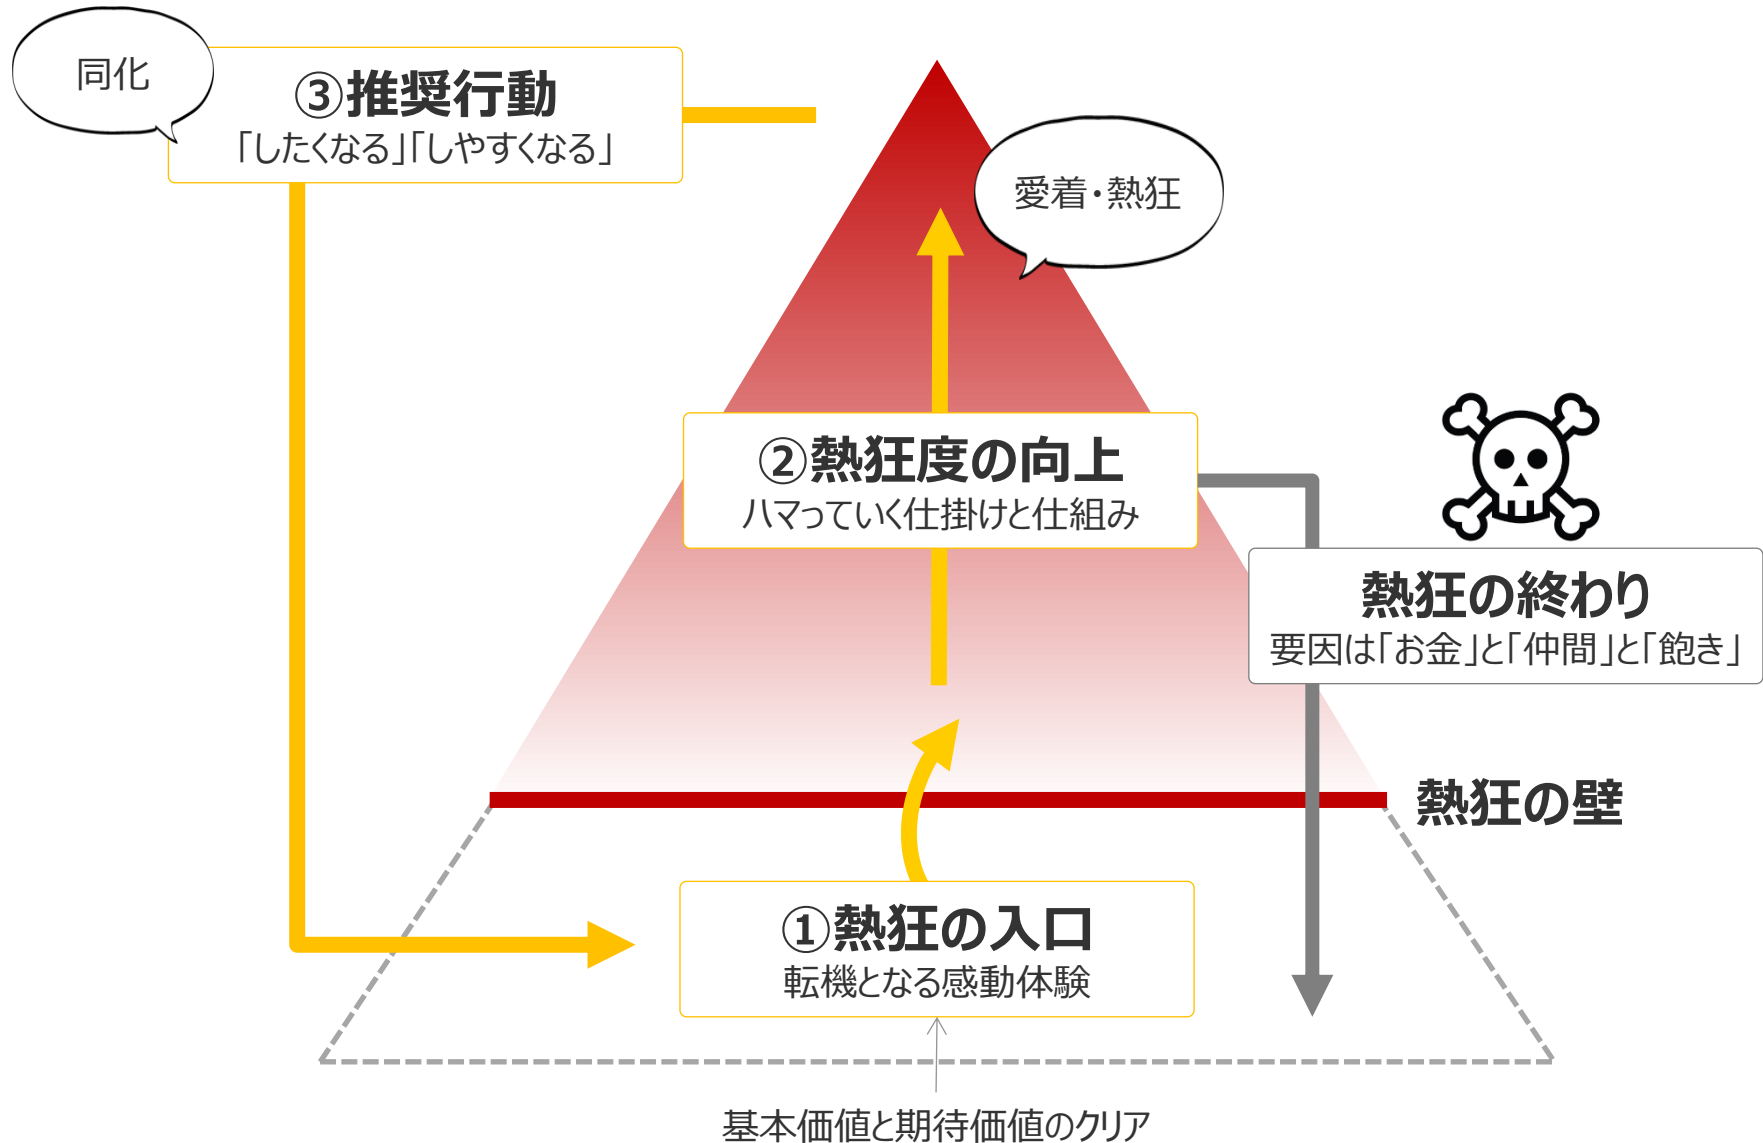 同化
③推奨行動
「したくなる」「しやすくなる」
愛着・熱狂
②熱狂度の向上
ハマっていく仕掛けと仕組み
熱狂の終わり
要因は「お金」と「仲間」と「飽き」
熱狂の壁
①熱狂の入口
転機となる感動体験
基本価値と期待価値のクリア